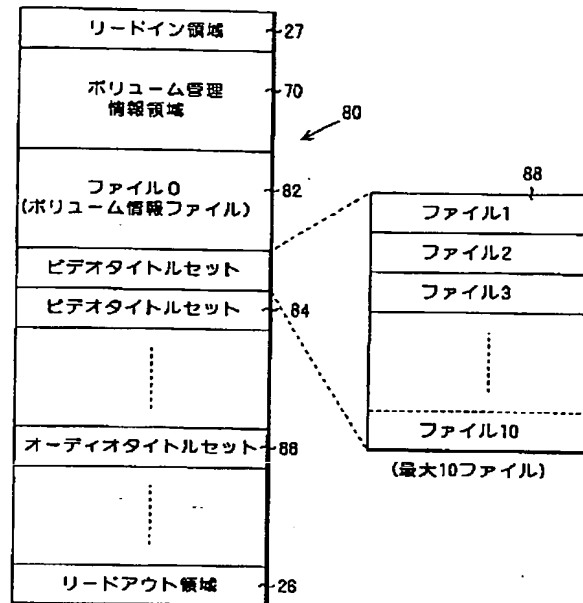 リードイン領域
27
ボリューム管理
情報領域
70
80
ファイル0
(ボリューム情報ファイル)
82
ビデオタイトルセット
ビデオタイトルセット
84
オーディオタイトルセット
88
リードアウト領域
26
88
ファイル1
ファイル2
ファイル3
ファイル10
(最大10ファイル)